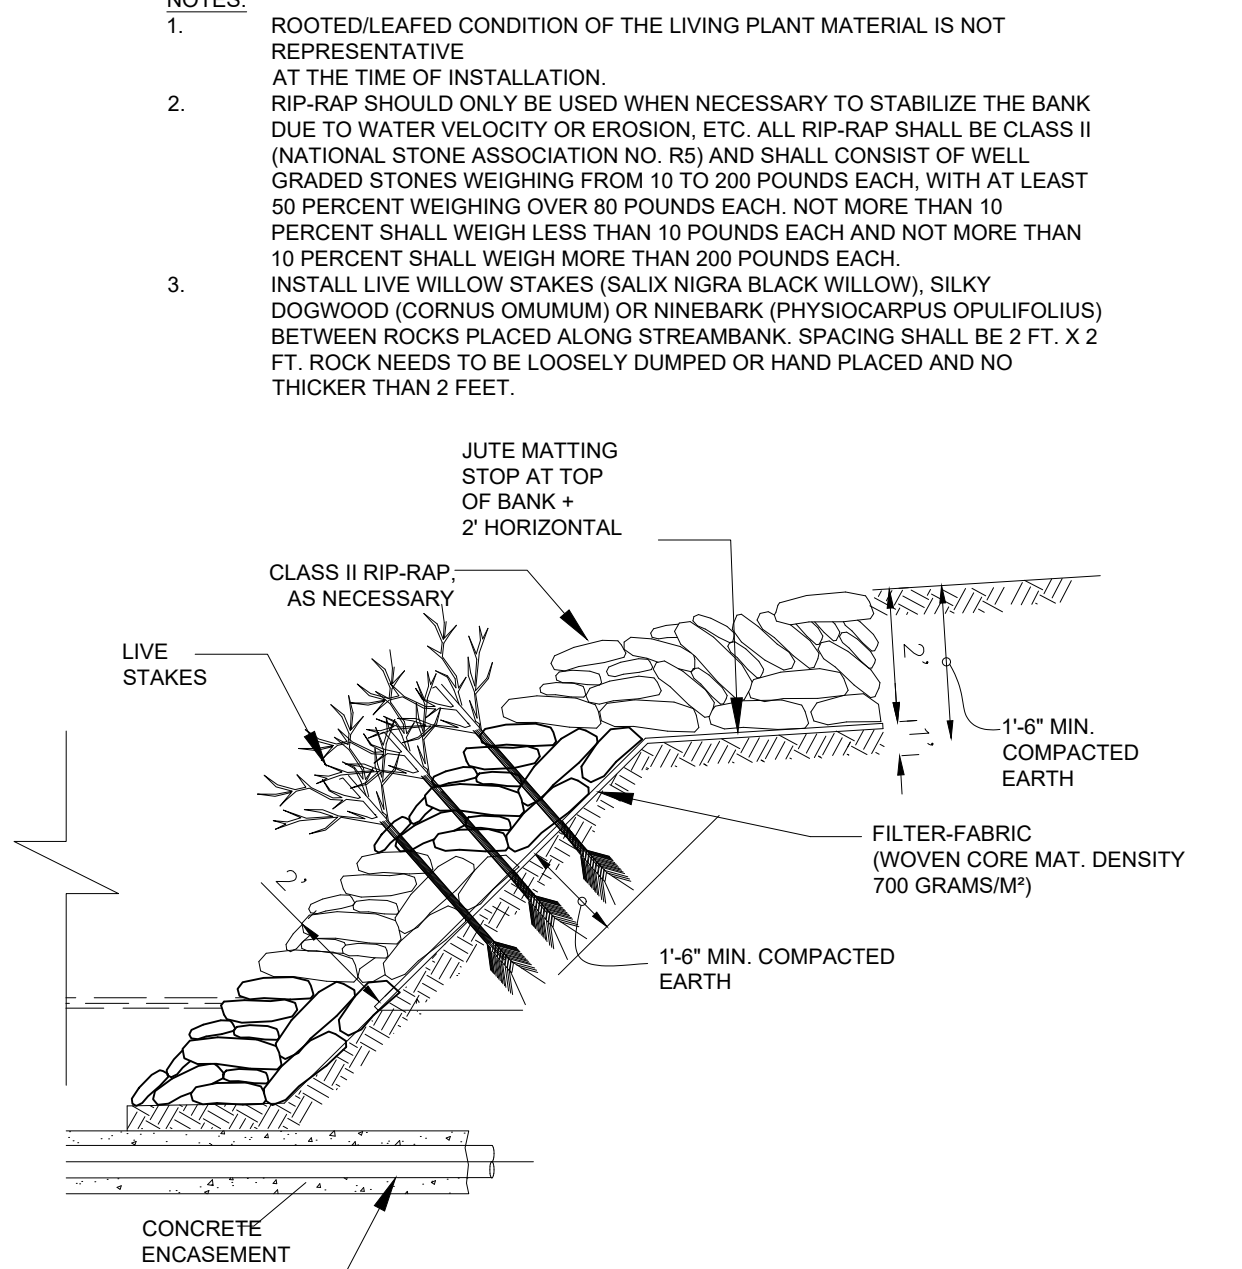 NOTES:
1. ROOTED/LEAFED CONDITION OF THE LIVING PLANT MATERIAL IS NOT
REPRESENTATIVE
AT THE TIME OF INSTALLATION.
2. RIP-RAP SHOULD ONLY BE USED WHEN NECESSARY TO STABILIZE THE BANK
DUE TO WATER VELOCITY OR EROSION, ETC. ALL RIP-RAP SHALL BE CLASS II
(NATIONAL STONE ASSOCIATION NO. R5) AND SHALL CONSIST OF WELL
GRADED STONES WEIGHING FROM 10 TO 200 POUNDS EACH, WITH AT LEAST
50 PERCENT WEIGHING OVER 80 POUNDS EACH. NOT MORE THAN 10
PERCENT SHALL WEIGH LESS THAN 10 POUNDS EACH AND NOT MORE THAN
10 PERCENT SHALL WEIGH MORE THAN 200 POUNDS EACH.
3. INSTALL LIVE WILLOW STAKES (SALIX NIGRA BLACK WILLOW), SILKY
DOGWOOD (CORNUS OMUMUM) OR NINEBARK (PHYSIOCARPUS OPULIFOLIUS)
BETWEEN ROCKS PLACED ALONG STREAMBANK. SPACING SHALL BE 2 FT. X 2
FT. ROCK NEEDS TO BE LOOSELY DUMPED OR HAND PLACED AND NO
THICKER THAN 2 FEET.
JUTE MATTING
STOP AT TOP
OF BANK +
2' HORIZONTAL
CLASS II RIP-RAP,
AS NECESSARY
LIVE
STAKES
2'
1'
1'-6" MIN.
COMPACTED
EARTH
FILTER-FABRIC
(WOVEN CORE MAT. DENSITY
700 GRAMS/M²)
2'
1'-6" MIN. COMPACTED
EARTH
CONCRETE
ENCASEMENT